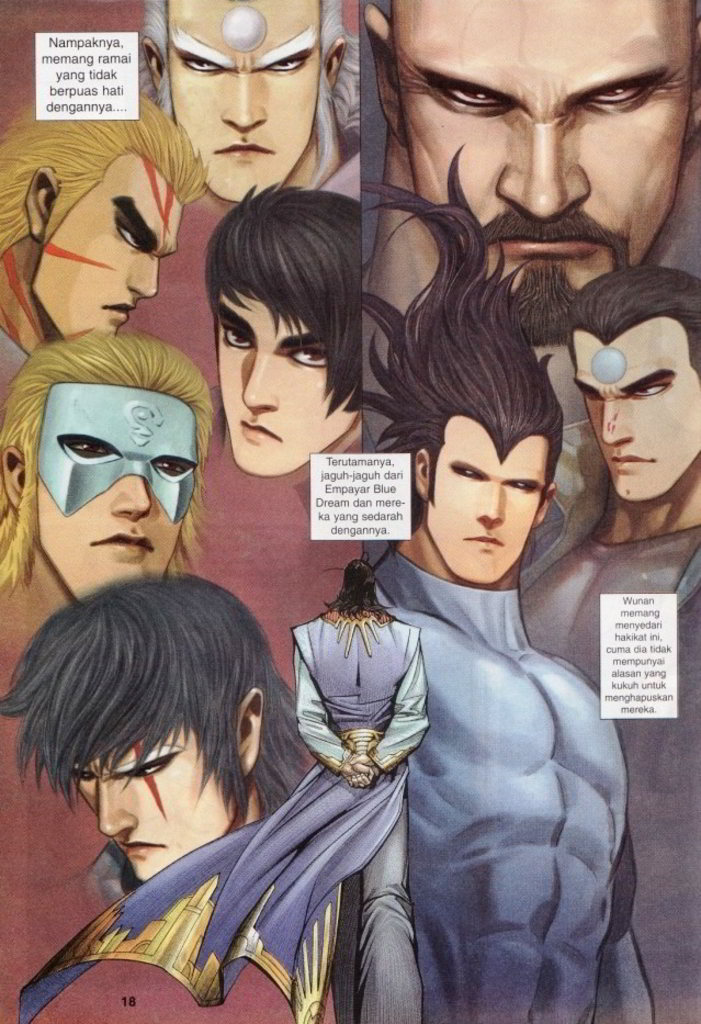 Nampaknya,
memang ramai
yang tidak
berpuas hati
dengannya....
Terutamanya,
jaguh-jaguh dari
Empayar Blue
Dream dan mere-
ka yang sedarah
dengannya.
Wunan
memang
menyedari
hakikat ini,
cuma dia tidak
mempunyai
alasan yang
kukuh untuk
menghapuskan
mereka.
18